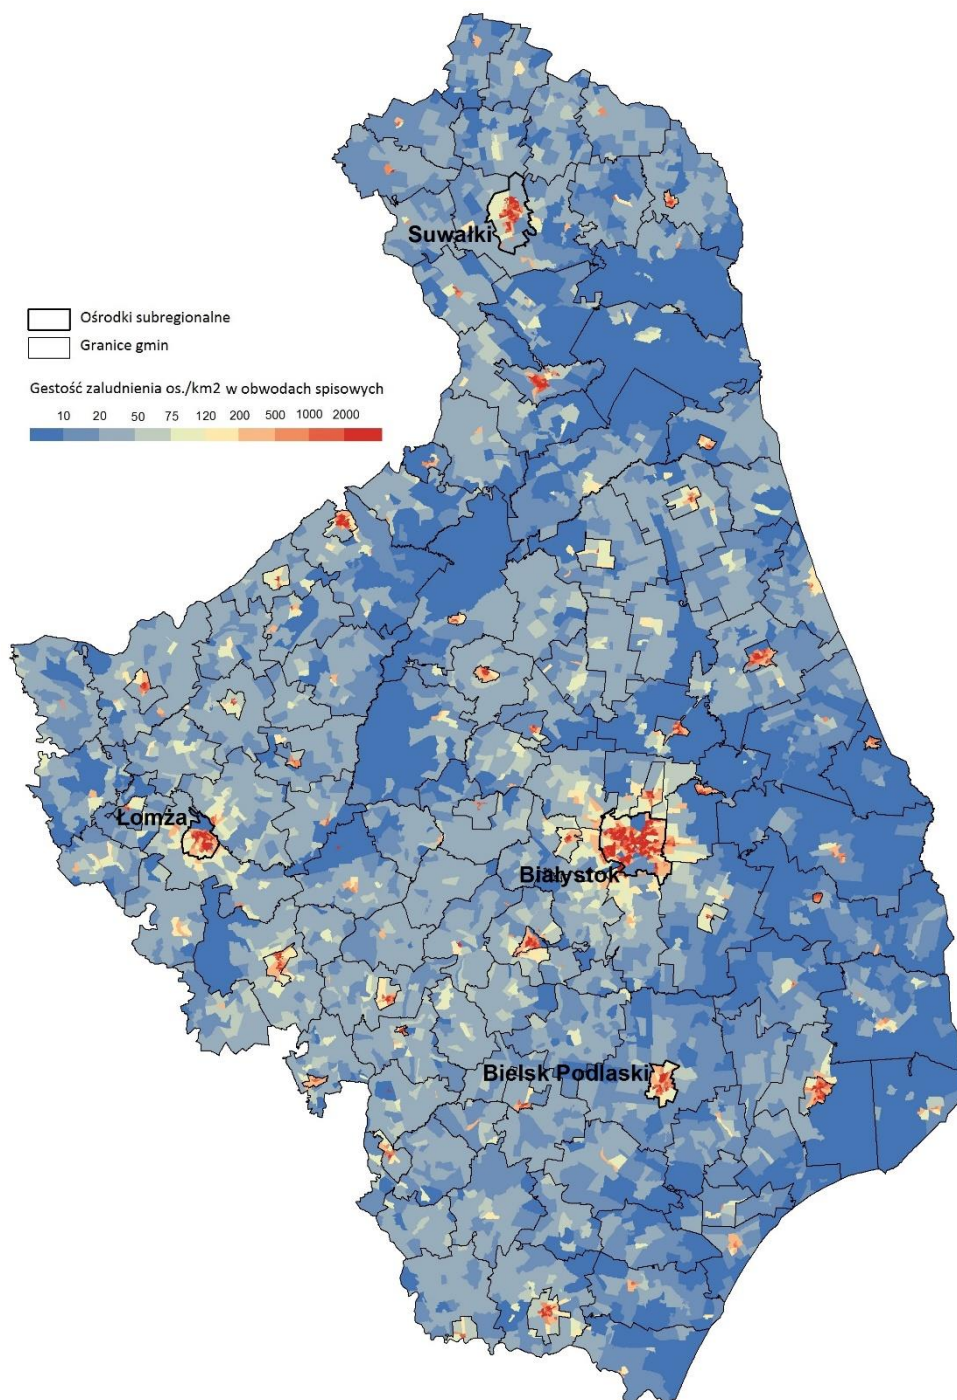 Suwałki
Ośrodki subregionalne
Granice gmin
Gestość zaludnienia os./km2 w obwodach spisowych
10 20 50 75 120 200 500 1000 2000
Łomża
Białystok
Bielsk Podlaski